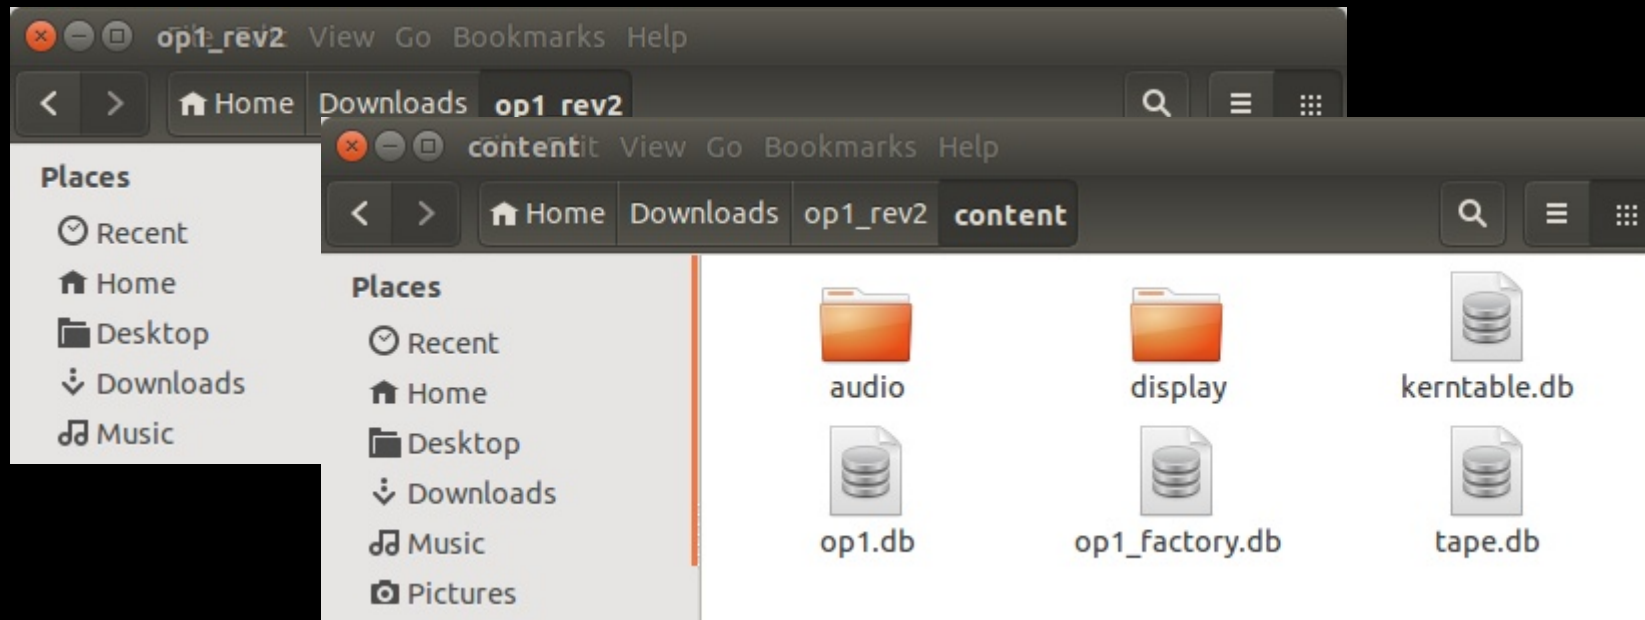 op1_rev2 View Go Bookmarks Help
Home Downloads op1_rev2
Places
Recent
Home
Desktop
Downloads
Music
content View Go Bookmarks Help
Home Downloads op1_rev2 content
Places
Recent
Home
Desktop
Downloads
Music
Pictures
audio display kerntable.db
op1.db op1_factory.db tape.db